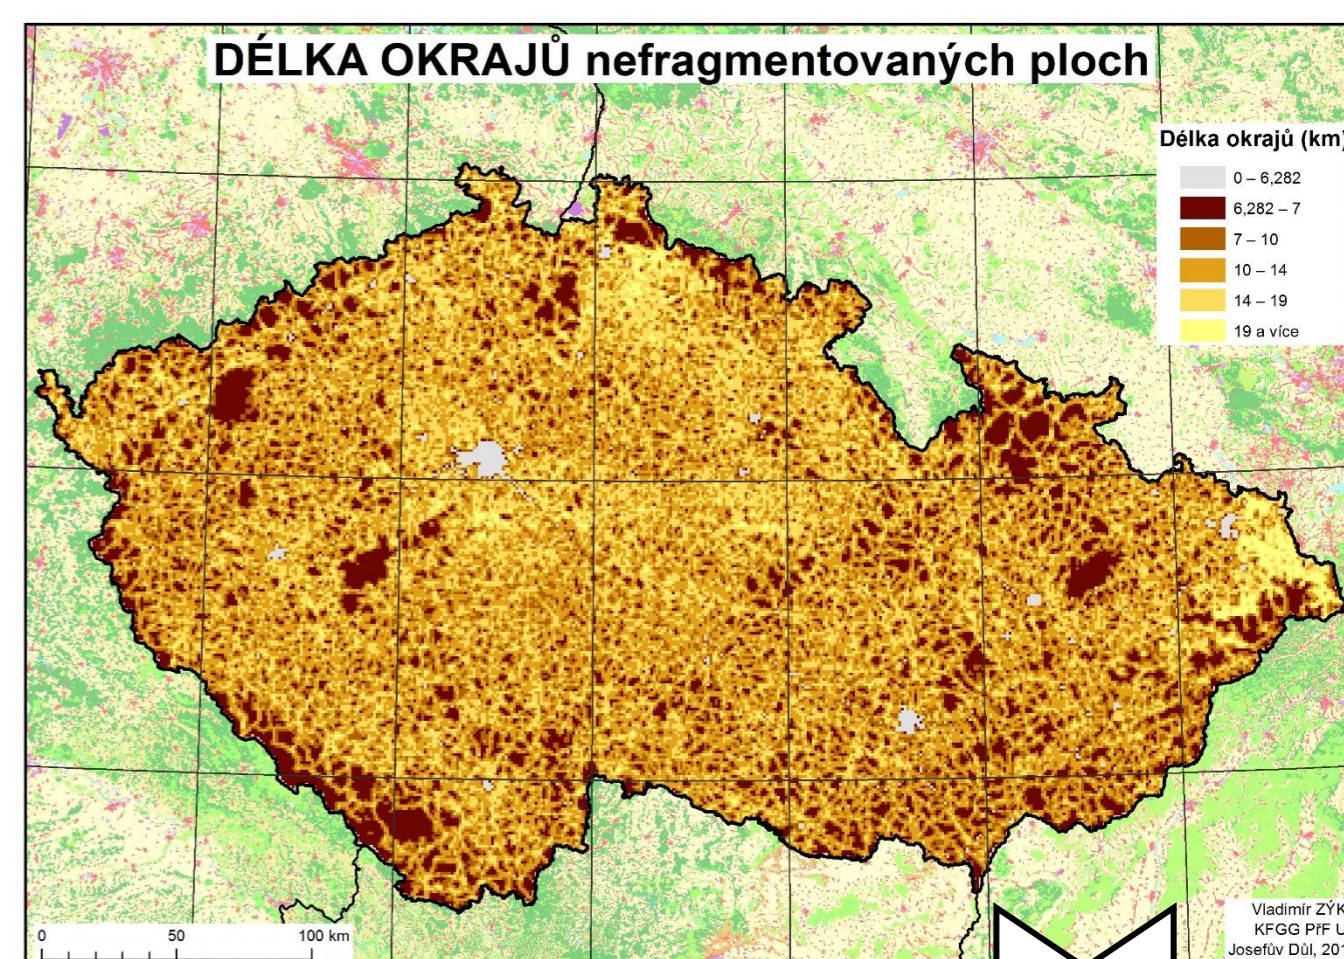 DÉLKA OKRAJŮ nefragmentovaných ploch
Délka okrajů (km)
0 – 6,282
6,282 – 7
7 – 10
10 – 14
14 – 19
19 a více
0 50 100 km
Vladimír ZÝK
KFGG PřF U
Josefův Důl, 201